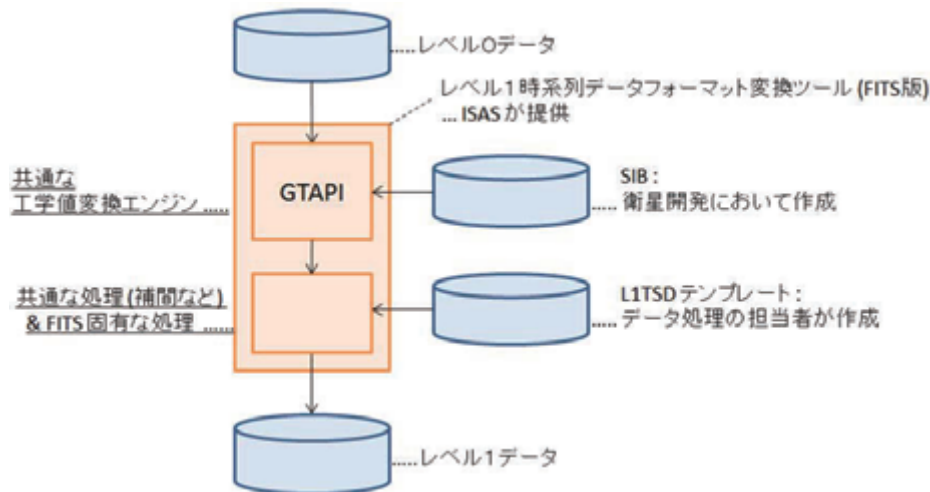 .....レベル0データ
レベル1時系列データフォーマット変換ツール(FITS版)
... ISASが提供
共通な
工学値変換エンジン .....
GTAPI
SIB :
..... 衛星開発において作成
共通な処理(補間など)
& FITS固有な処理 .....
L1TSDテンプレート :
..... データ処理の担当者が作成
.....レベル1データ